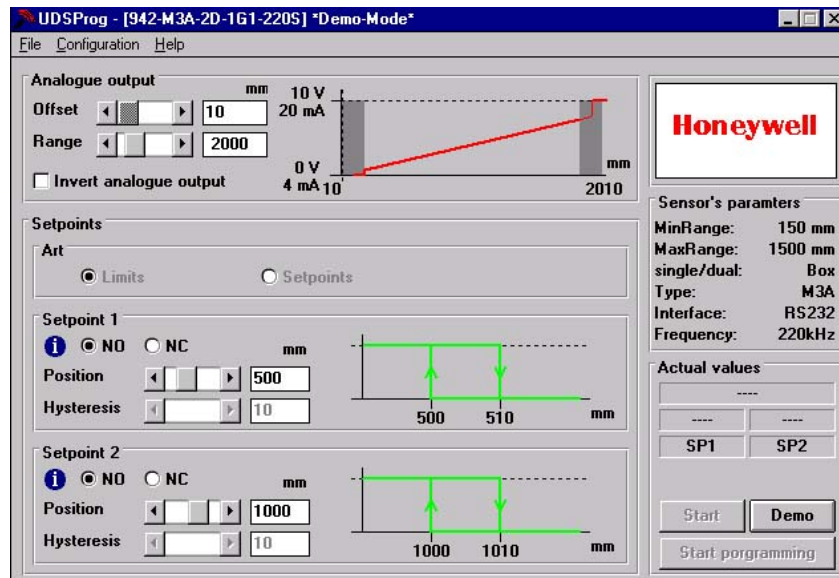 UDSProg - [942-M3A-2D-1G1-220S] *Demo-Mode*
File Configuration Help
Analogue output
mm
Offset 10
Range 2000
Invert analogue output
10 V
20 mA
0 V
4 mA
10
2010
mm
Honeywell
Sensor's paramters
MinRange: 150 mm
MaxRange: 1500 mm
single/dual: Box
Type: M3A
Interface: RS232
Frequency: 220kHz
Setpoints
Art
Limits Setpoints
Setpoint 1
i NO NC mm
Position 500
Hysteresis 10
500 510 mm
Setpoint 2
i NO NC mm
Position 1000
Hysteresis 10
1000 1010 mm
Actual values
----
---- ----
SP1 SP2
Start Demo
Start porgramming